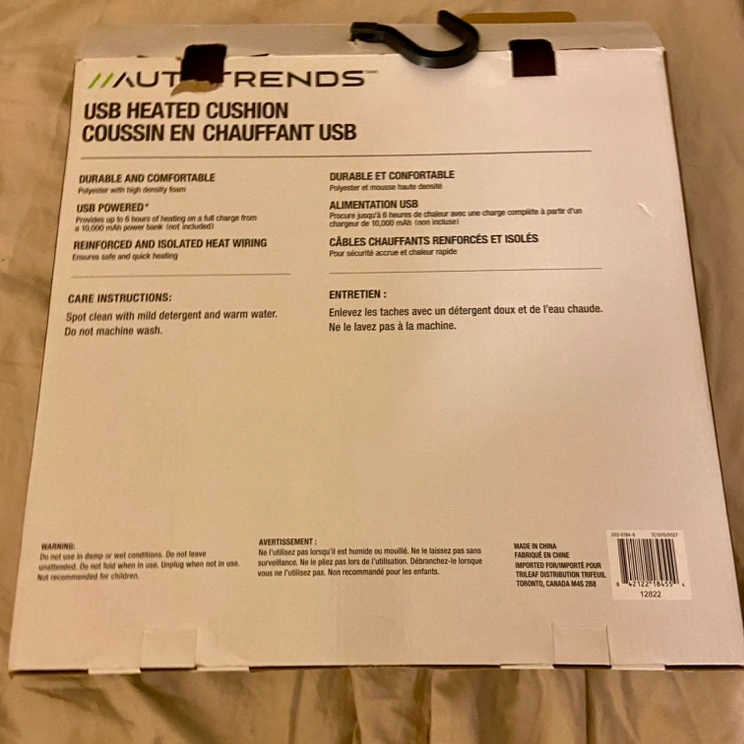 //AUTOTRENDS™
USB HEATED CUSHION
COUSSIN EN CHAUFFANT USB
DURABLE AND COMFORTABLE
Polyester with high density foam
USB POWERED*
Provides up to 6 hours of heating on a full charge from
a 10,000 mAh power bank (not included)
REINFORCED AND ISOLATED HEAT WIRING
Ensures safe and quick heating
DURABLE ET CONFORTABLE
Polyester et mousse haute densité
ALIMENTATION USB
Procure jusqu'à 6 heures de chaleur avec une charge complète à partir d'un
chargeur de 10,000 mAh (non incluse)
CÂBLES CHAUFFANTS RENFORCÉS ET ISOLÉS
Pour sécurité accrue et chaleur rapide
CARE INSTRUCTIONS:
Spot clean with mild detergent and warm water.
Do not machine wash.
ENTRETIEN :
Enlevez les taches avec un détergent doux et de l'eau chaude.
Ne le lavez pas à la machine.
WARNING:
Do not use in damp or wet conditions. Do not leave
unattended. Do not fold when in use. Unplug when not in use.
Not recommended for children.
AVERTISSEMENT :
Ne l'utilisez pas lorsqu'il est humide ou mouillé. Ne le laissez pas sans
surveillance. Ne le pliez pas lors de l'utilisation. Débranchez-le lorsque
vous ne l'utilisez pas. Non recommandé pour les enfants.
MADE IN CHINA
FABRIQUÉ EN CHINE
IMPORTED FOR/IMPORTÉ POUR
TRILEAF DISTRIBUTION TRIFEUIL
TORONTO, CANADA M4S 2B8
8 42122 18455 4
12822